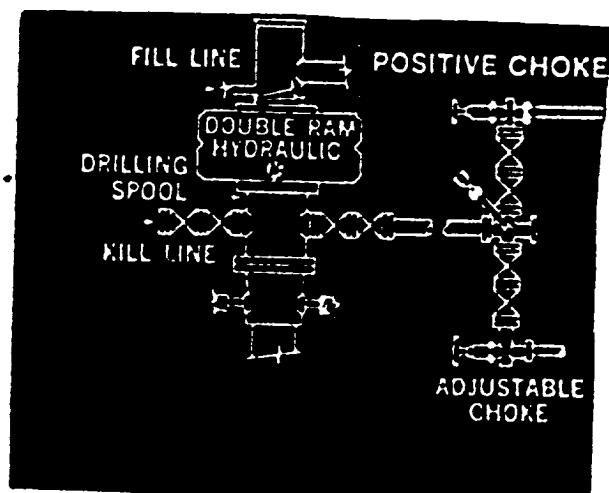 FILL LINE
POSITIVE CHOKE
DOUBLE RAM
HYDRAULIC
DRILLING
SPOOL
KILL LINE
ADJUSTABLE
CHOKE